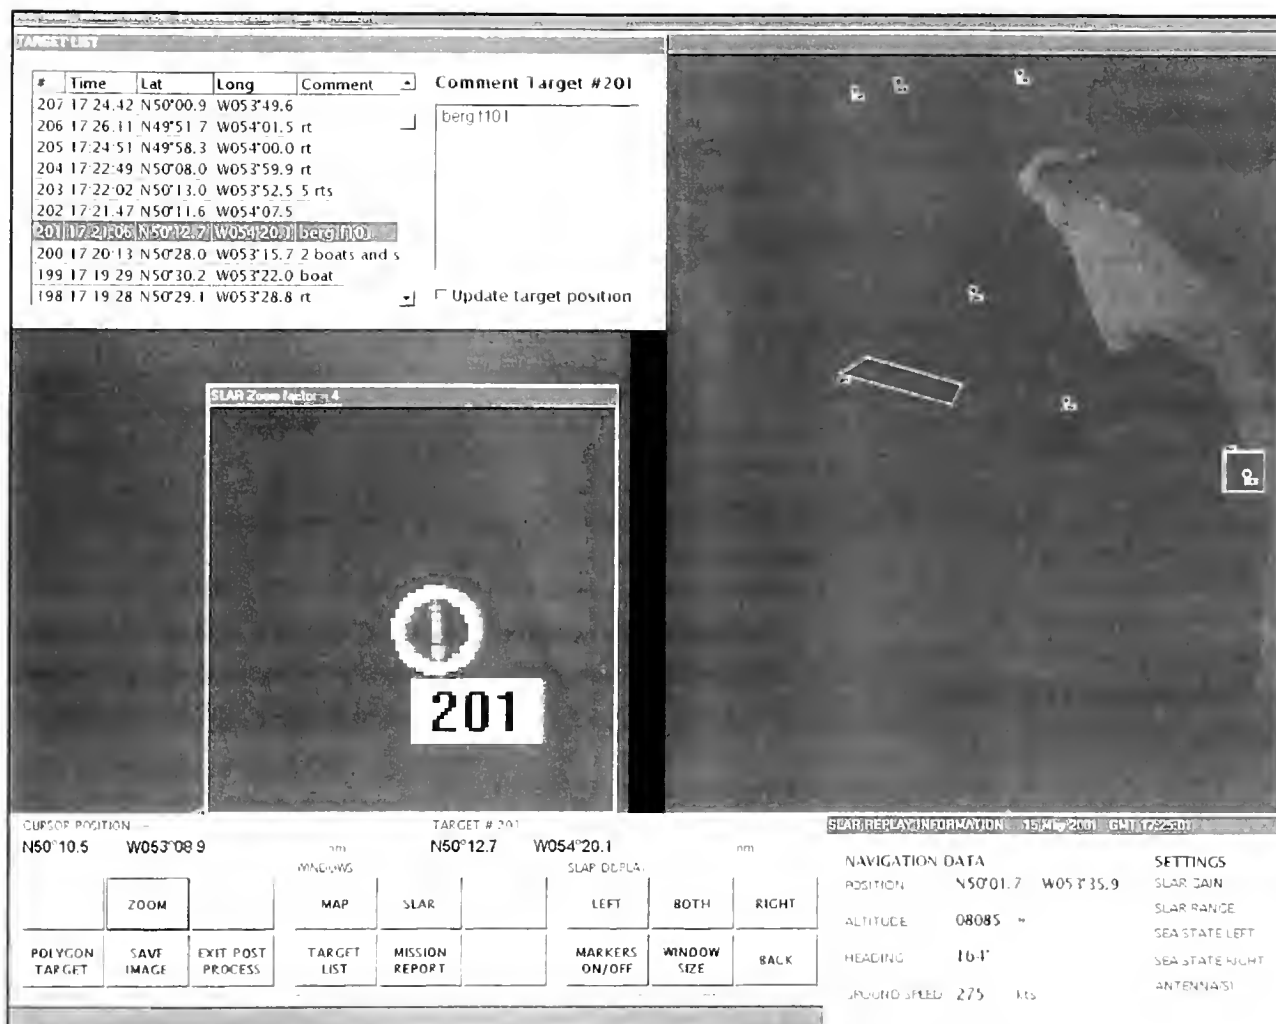 TARGET LIST
# Time Lat Long Comment
207 17 24.42 N50°00.9 W053°49.6
206 17 26.11 N49°51 7 W054°01.5 rt
205 17:24 51 N49°58.3 W054°00.0 rt
204 17:22:49 N50°08.0 W053°59.9 rt
203 17:22:02 N50°13.0 W053°52.5 5 rts
202 17:21.47 N50°11.6 W054°07.5
201 17:21:06 N50°12.7 W054°20.1
200 17 20:13 N50°28.0 W053°15.7 2 boats and s
199 17 19 29 N50°30.2 W053°22.0 boat
198 17 19 28 N50°29.1 W053°28.8 rt
Comment Target #201
Update target position
SLAR Zoom factor = 4
201
CURSOR POSITION
N50°10.5 W053°08 9 nm
TARGET # 201
N50°12.7 W054°20.1 nm
WINDOWS
SLAR DISPLAY
ZOOM
MAP
SLAR
LEFT
BOTH
RIGHT
POLYGON TARGET
SAVE IMAGE
EXIT POST PROCESS
TARGET LIST
MISSION REPORT
MARKERS ON/OFF
WINDOW SIZE
BACK
SLAR REPLAY INFORMATION 15 May 2001 GMT 17:25:01
NAVIGATION DATA
POSITION N50°01.7 W053°35.9
ALTITUDE 08085
HEADING 164°
GROUND SPEED 275 kts
SETTINGS
SLAR GAIN
SLAR RANGE
SEA STATE LEFT
SEA STATE RIGHT
ANTENNA(S)